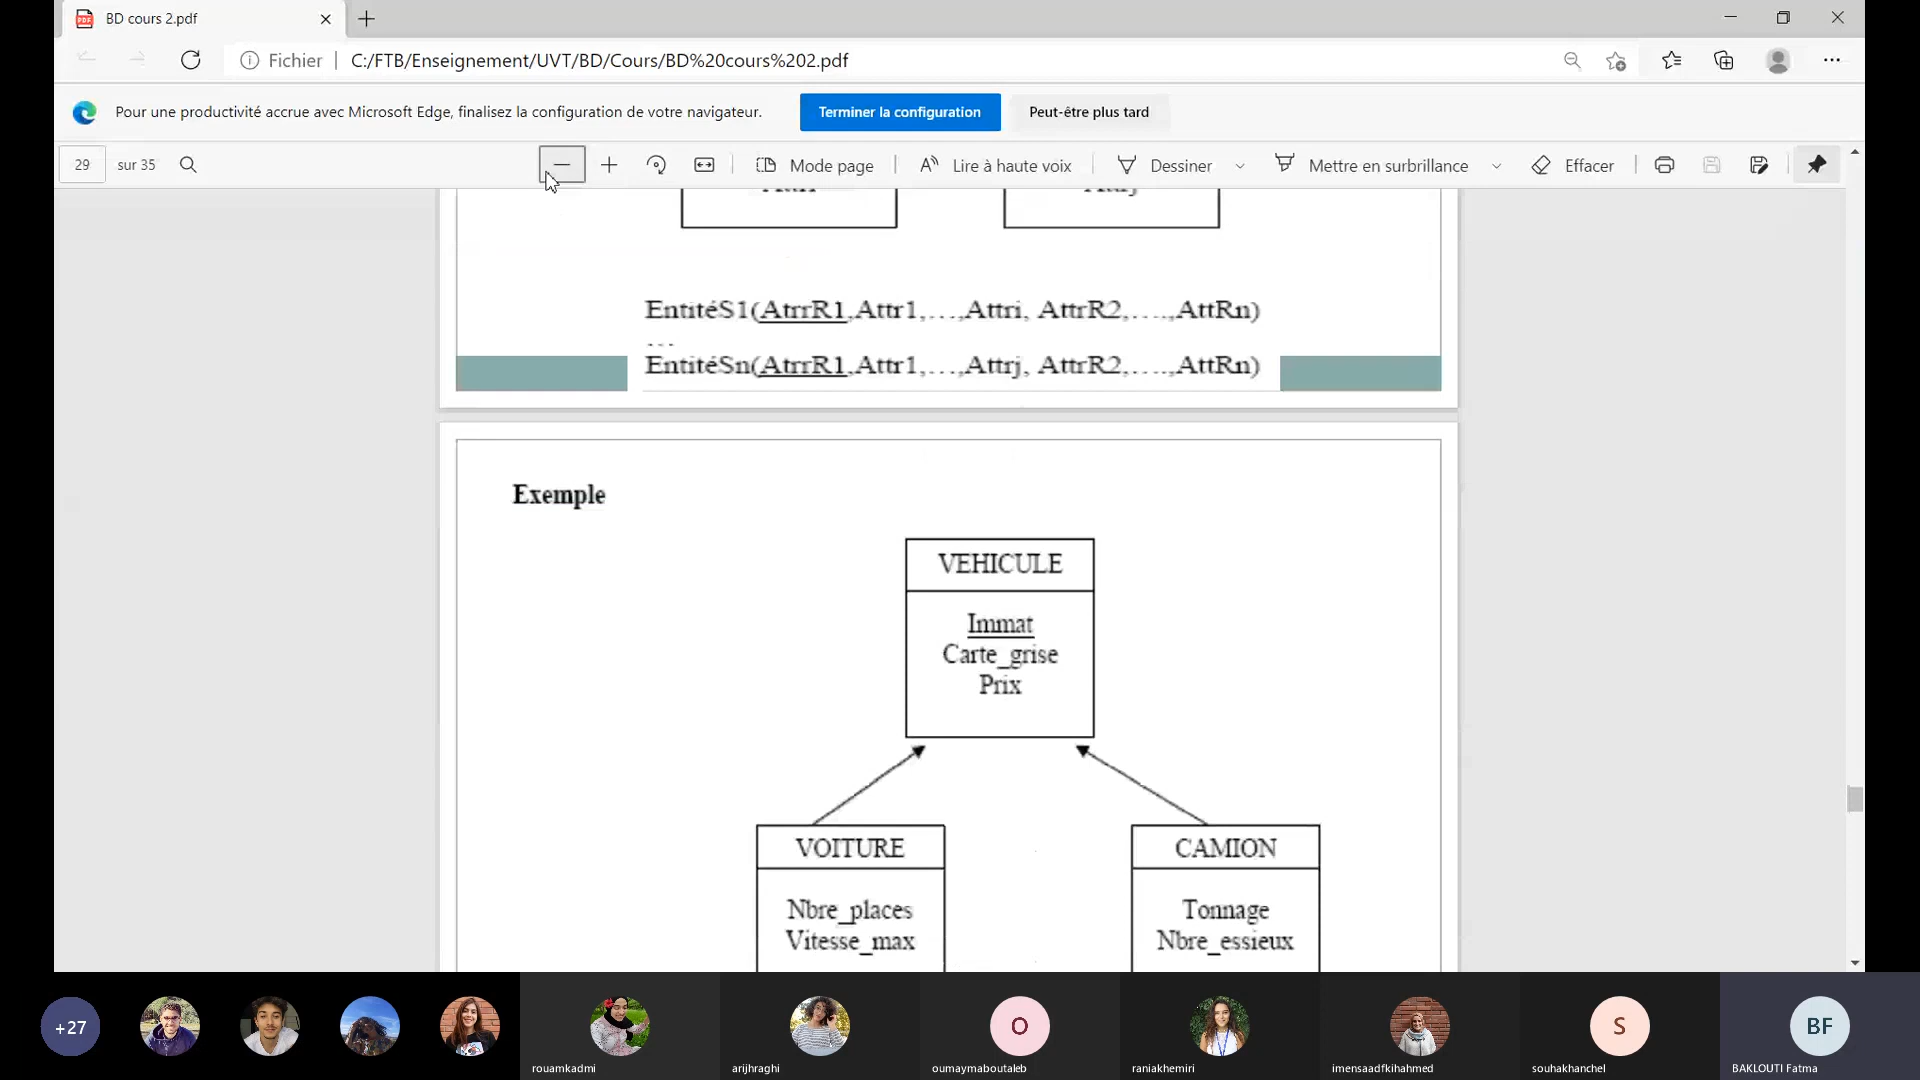 BD cours 2.pdf
Fichier
C:/FTB/Enseignement/UVT/BD/Cours/BD%20cours%202.pdf
Pour une productivité accrue avec Microsoft Edge, finalisez la configuration de votre navigateur.
Terminer la configuration
Peut-être plus tard
29 sur 35
Mode page
Lire à haute voix
Dessiner
Mettre en surbrillance
Effacer
EntitéS1(AtrrR1,Attr1,…,Attri, AttrR2,….,AttRn)
...
EntitéSn(AtrrR1,Attr1,…,Attrj, AttrR2,….,AttRn)
Exemple
VEHICULE
Immat
Carte_grise
Prix
VOITURE
Nbre_places
Vitesse_max
CAMION
Tonnage
Nbre_essieux
+27
rouamkadmi
arijhraghi
O
oumaymaboutaleb
raniakhemiri
imensaadfkihahmed
S
souhakhanchel
BF
BAKLOUTI Fatma